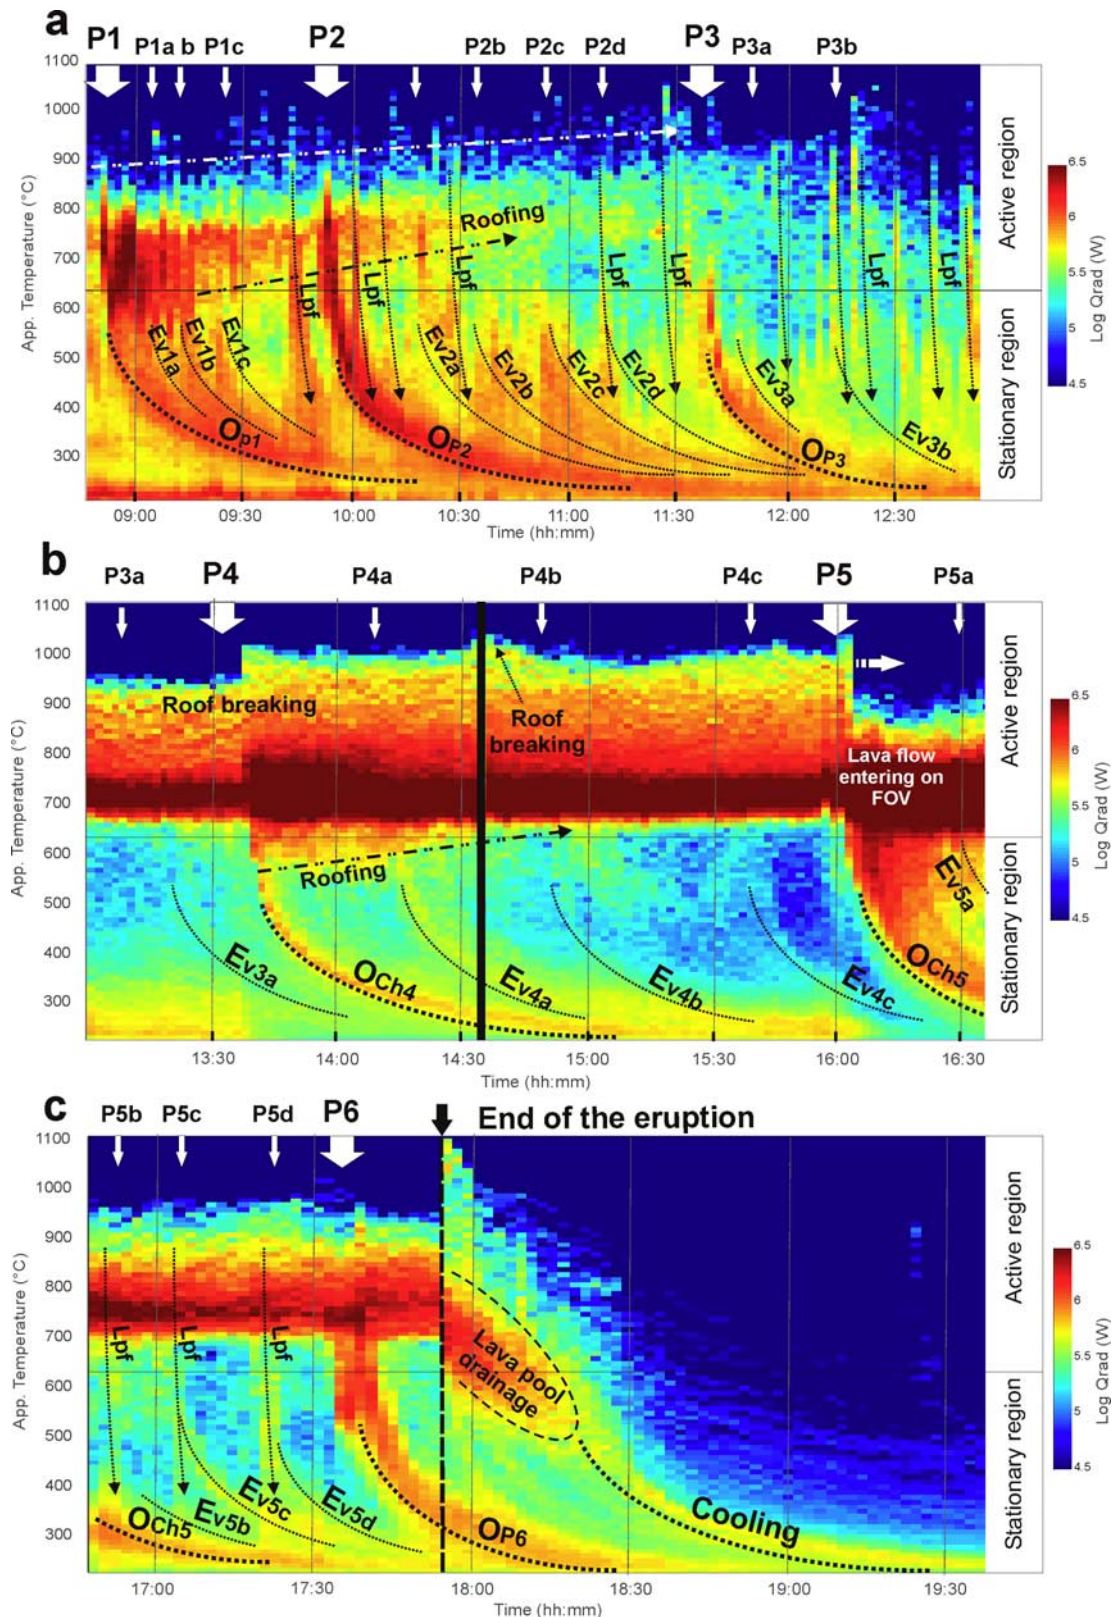 a
P1 P1a b P1c P2 P2b P2c P2d P3 P3a P3b
1100
1000
900
800
700
600
500
400
300
App. Temperature (°C)
Roofing
Lpf Lpf Lpf Lpf Lpf Lpf Lpf Lpf
Ev1a Ev1b Ev1c Ev2a Ev2b Ev2c Ev2d Ev3a Ev3b
Op1 OP2 OP3
Active region
Stationary region
6.5
6
5.5
5
4.5
Log Qrad (W)
09:00 09:30 10:00 10:30 11:00 11:30 12:00 12:30
Time (hh:mm)
b
P3a P4 P4a P4b P4c P5 P5a
1100
1000
900
800
700
600
500
400
300
App. Temperature (°C)
Roof breaking
Roof
breaking
Lava flow
entering on
FOV
Roofing
Ev3a OCh4 Ev4a Ev4b Ev4c OCh5 Ev5a
Active region
Stationary region
6.5
6
5.5
5
4.5
Log Qrad (W)
13:30 14:00 14:30 15:00 15:30 16:00 16:30
Time (hh:mm)
c
P5b P5c P5d P6 End of the eruption
1100
1000
900
800
700
600
500
400
300
App. Temperature (°C)
Lpf Lpf Lpf
Lava pool
drainage
OCh5 Ev5b Ev5c Ev5d OP6 Cooling
Active region
Stationary region
6.5
6
5.5
5
4.5
Log Qrad (W)
17:00 17:30 18:00 18:30 19:00 19:30
Time (hh:mm)